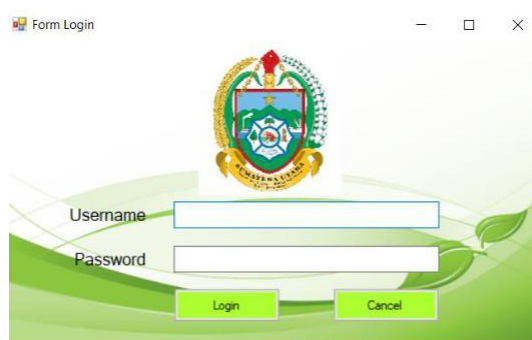 Form Login
SUMATERA UTARA
Username
Password
Login
Cancel